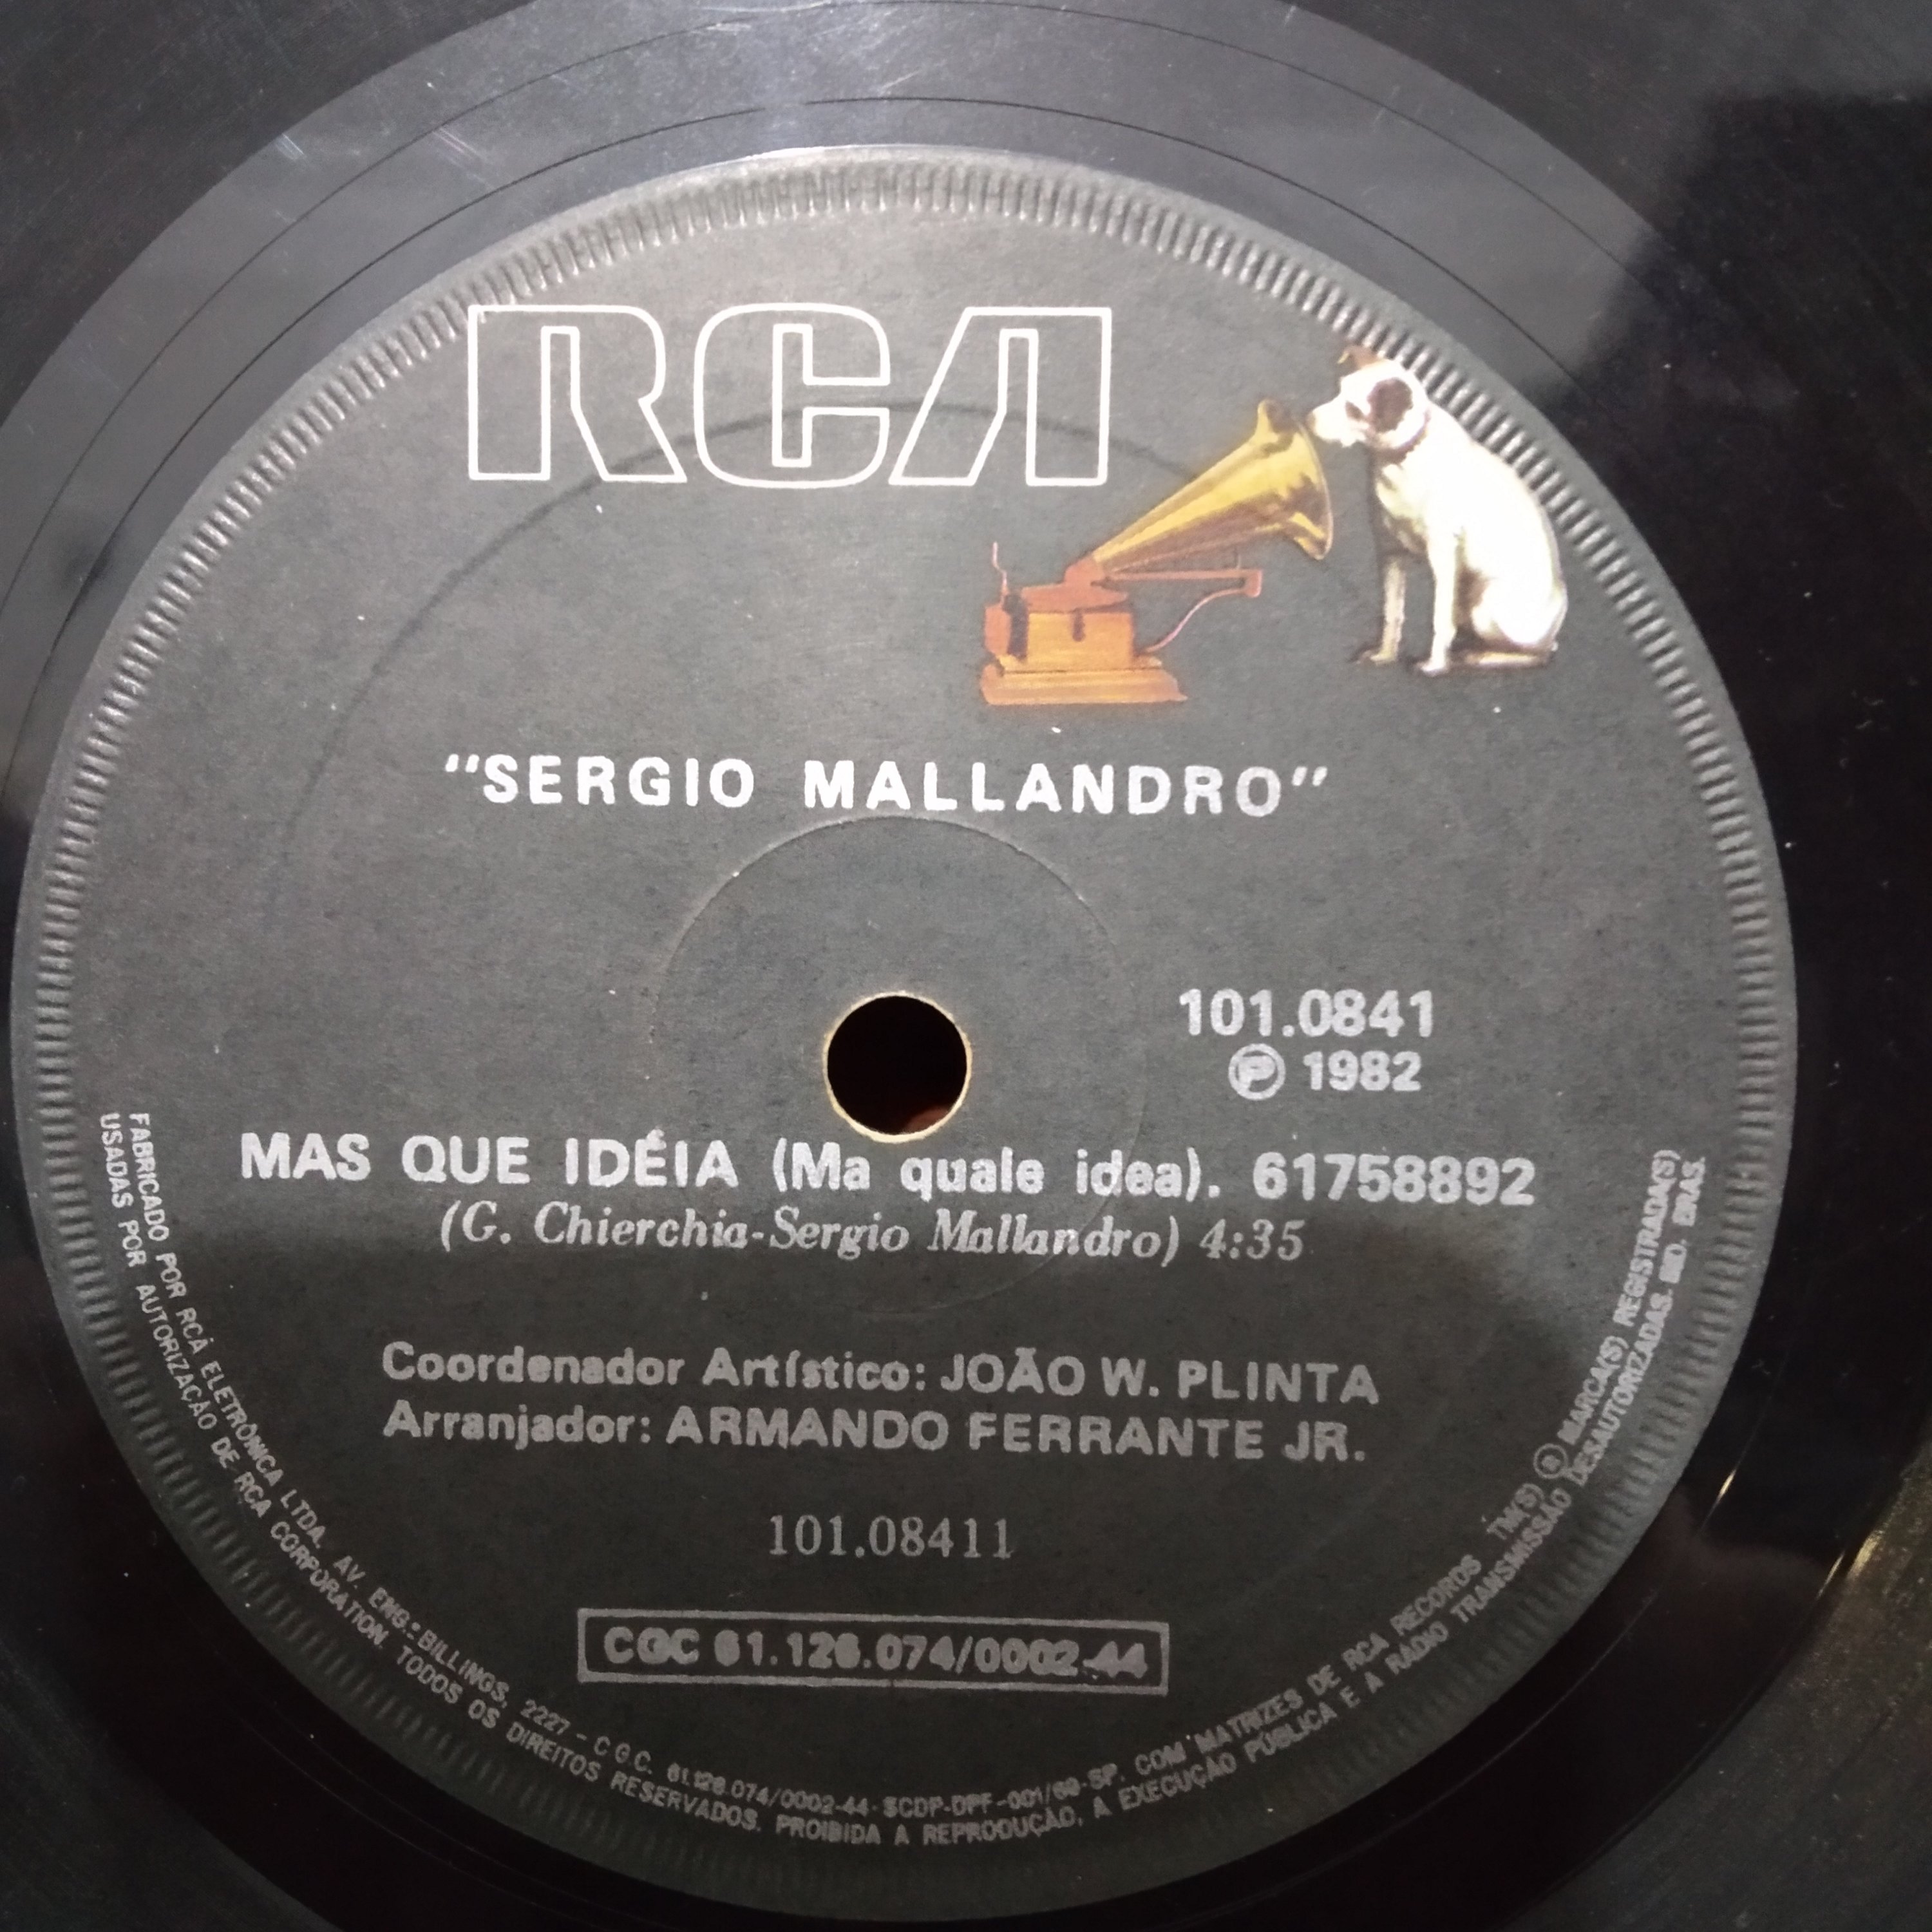 RCA
"SERGIO MALLANDRO"
101.0841
Ⓟ 1982
MAS QUE IDÉIA (Ma quale idea). 61758892
(G. Chierchia-Sergio Mallandro) 4:35
Coordenador Artístico: JOÃO W. PLINTA
Arranjador: ARMANDO FERRANTE JR.
101.08411
CGC 61.126.074/0002-44
FABRICADO POR RCA ELETRÔNICA LTDA. AV. ENG.: BILLINGS, 2227 - C G C. 61.126.074/0002-44 - SCDP-DPF-001/69-SP. COM MATRIZES DE RCA RECORDS TM(S) ® MARCA(S) REGISTRADA(S)
USADAS POR AUTORIZAÇÃO DE RCA CORPORATION. TODOS OS DIREITOS RESERVADOS. PROIBIDA A REPRODUÇÃO, A EXECUÇÃO PÚBLICA E A RÁDIO TRANSMISSÃO DESAUTORIZADAS. IND. BRAS.